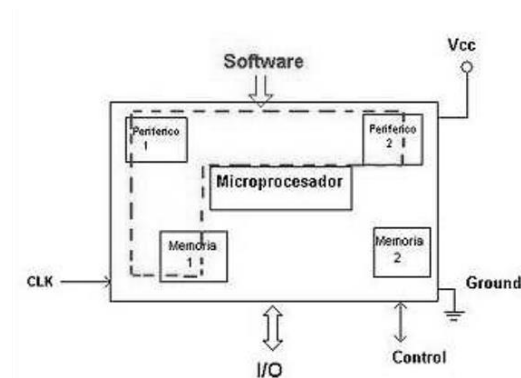 Vcc
Software
Periferico
1
Periferico
2
Microprocesador
Memoria
1
Memoria
2
CLK
Ground
Control
I/O